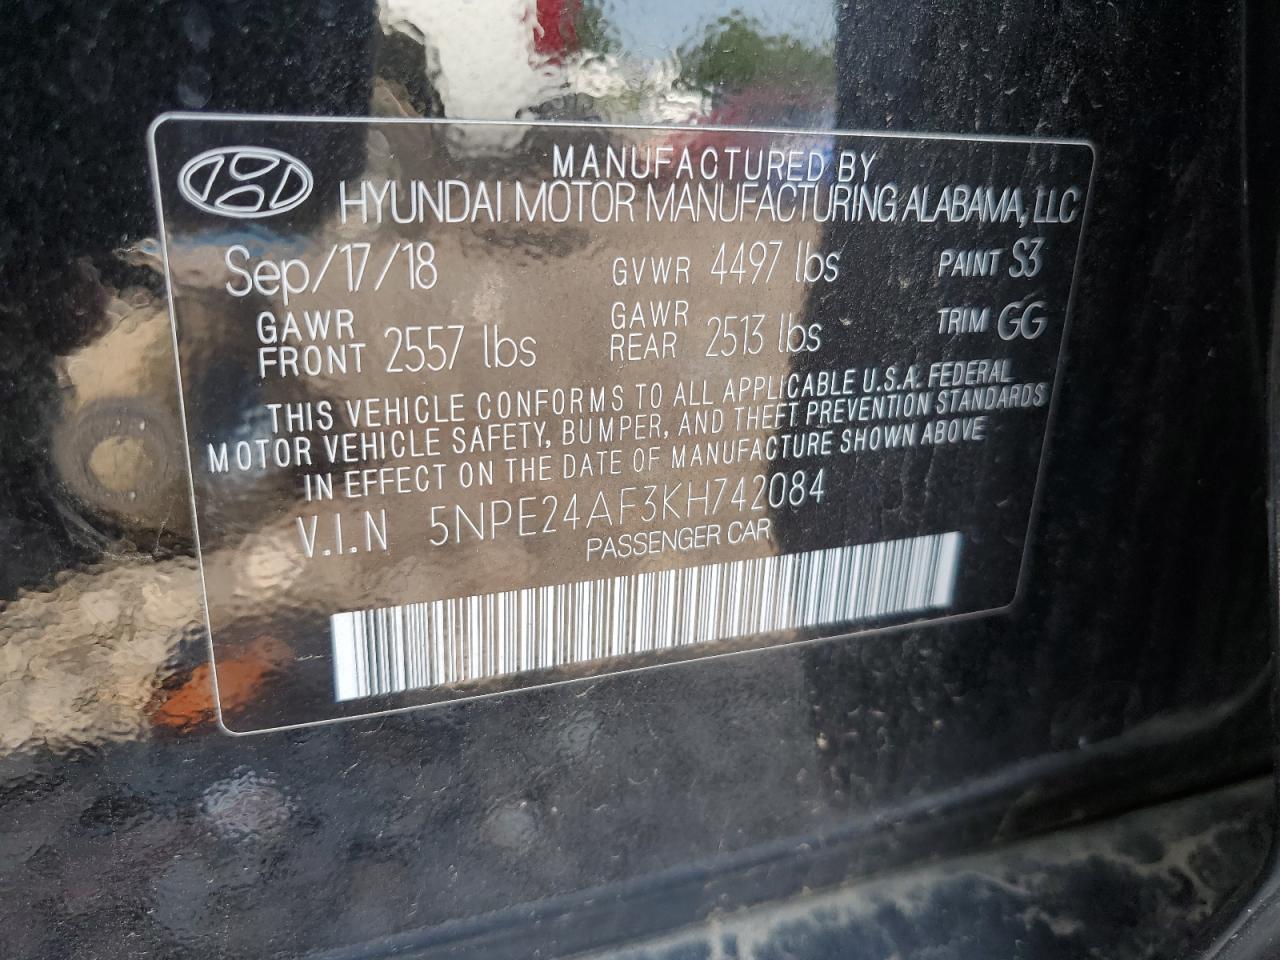 MANUFACTURED BY
HYUNDAI MOTOR MANUFACTURING ALABAMA, LLC
Sep/17/18 GVWR 4497 lbs PAINT S3
GAWR FRONT 2557 lbs GAWR REAR 2513 lbs TRIM GG
THIS VEHICLE CONFORMS TO ALL APPLICABLE U.S.A. FEDERAL
MOTOR VEHICLE SAFETY, BUMPER, AND THEFT PREVENTION STANDARDS
IN EFFECT ON THE DATE OF MANUFACTURE SHOWN ABOVE
V.I.N 5NPE24AF3KH742084
PASSENGER CAR